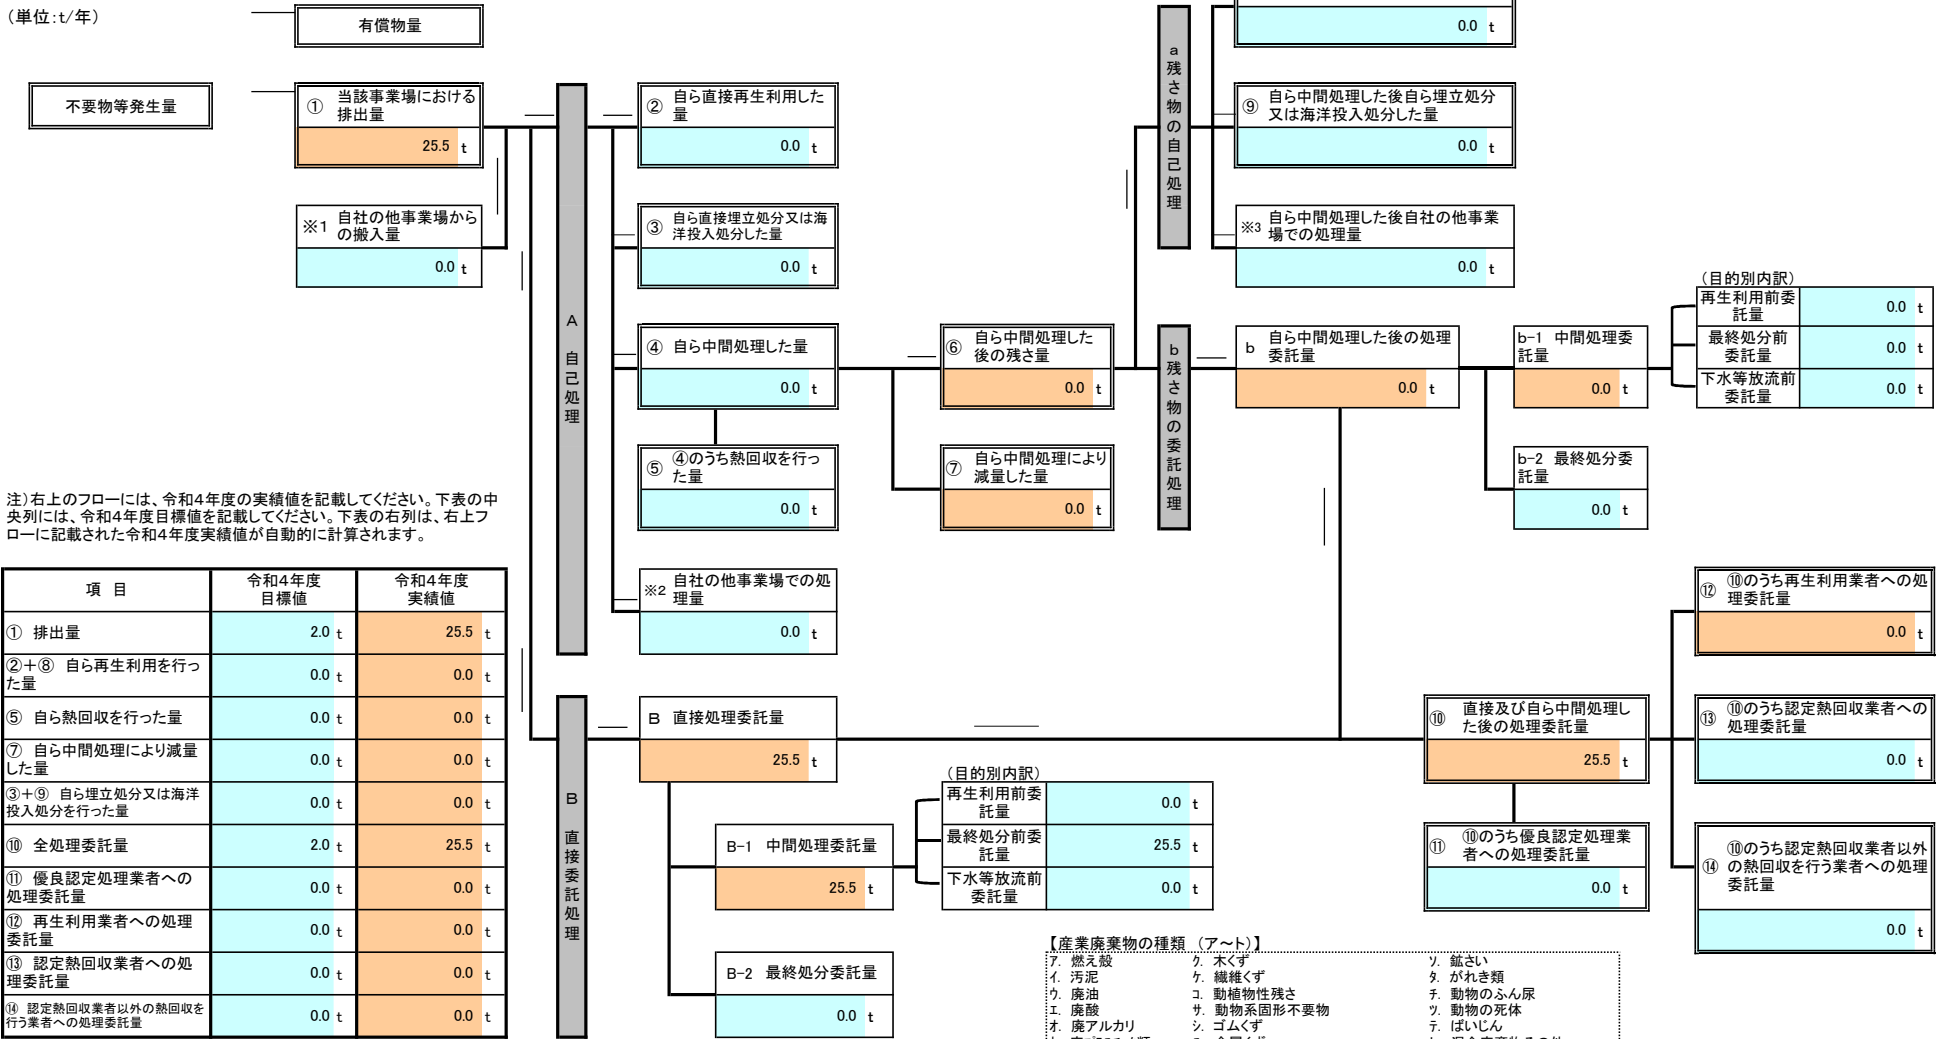 (単位:t/年)
有償物量
不要物等発生量
① 当該事業場における
排出量
25.5 t
※1 自社の他事業場から
の搬入量
0.0 t
A 自己処理
② 自ら直接再生利用した
量
0.0 t
③ 自ら直接埋立処分又は海
洋投入処分した量
0.0 t
④ 自ら中間処理した量
0.0 t
⑤ ④のうち熱回収を行っ
た量
0.0 t
※2 自社の他事業場での処
理量
0.0 t
⑥ 自ら中間処理した
後の残さ量
0.0 t
⑦ 自ら中間処理により
減量した量
0.0 t
a 残さ物の自己処理
0.0 t
⑨ 自ら中間処理した後自ら埋立処分
又は海洋投入処分した量
0.0 t
※3 自ら中間処理した後自社の他事業
場での処理量
0.0 t
b 残さ物の委託処理
b 自ら中間処理した後の処理
委託量
0.0 t
b-1 中間処理委
託量
0.0 t
b-2 最終処分委
託量
0.0 t
(目的別内訳)
再生利用前委
託量
0.0 t
最終処分前
委託量
0.0 t
下水等放流前
委託量
0.0 t
注)右上のフローには、令和4年度の実績値を記載してください。下表の中
央列には、令和4年度目標値を記載してください。下表の右列は、右上フ
ローに記載された令和4年度実績値が自動的に計算されます。
項 目
令和4年度
目標値
令和4年度
実績値
① 排出量
2.0 t
25.5 t
②+⑧ 自ら再生利用を行っ
た量
0.0 t
0.0 t
⑤ 自ら熱回収を行った量
0.0 t
0.0 t
⑦ 自ら中間処理により減量
した量
0.0 t
0.0 t
③+⑨ 自ら埋立処分又は海洋
投入処分を行った量
0.0 t
0.0 t
⑩ 全処理委託量
2.0 t
25.5 t
⑪ 優良認定処理業者への
処理委託量
0.0 t
0.0 t
⑫ 再生利用業者への処理
委託量
0.0 t
0.0 t
⑬ 認定熱回収業者への処
理委託量
0.0 t
0.0 t
⑭ 認定熱回収業者以外の熱回収を
行う業者への処理委託量
0.0 t
0.0 t
B 直接委託処理
B 直接処理委託量
25.5 t
B-1 中間処理委託量
25.5 t
B-2 最終処分委託量
0.0 t
(目的別内訳)
再生利用前委
託量
0.0 t
最終処分前委
託量
25.5 t
下水等放流前
委託量
0.0 t
⑩ 直接及び自ら中間処理し
た後の処理委託量
25.5 t
⑪ ⑩のうち優良認定処理業
者への処理委託量
0.0 t
⑫ ⑩のうち再生利用業者への処
理委託量
0.0 t
⑬ ⑩のうち認定熱回収業者への
処理委託量
0.0 t
⑭ ⑩のうち認定熱回収業者以外
の熱回収を行う業者への処理
委託量
0.0 t
【産業廃棄物の種類 (ア~ト)】
ア. 燃え殻 ク. 木くず ソ. 鉱さい
イ. 汚泥 ケ. 繊維くず タ. がれき類
ウ. 廃油 コ. 動植物性残さ チ. 動物のふん尿
エ. 廃酸 サ. 動物系固形不要物 ツ. 動物の死体
オ. 廃アルカリ シ. ゴムくず テ. ばいじん